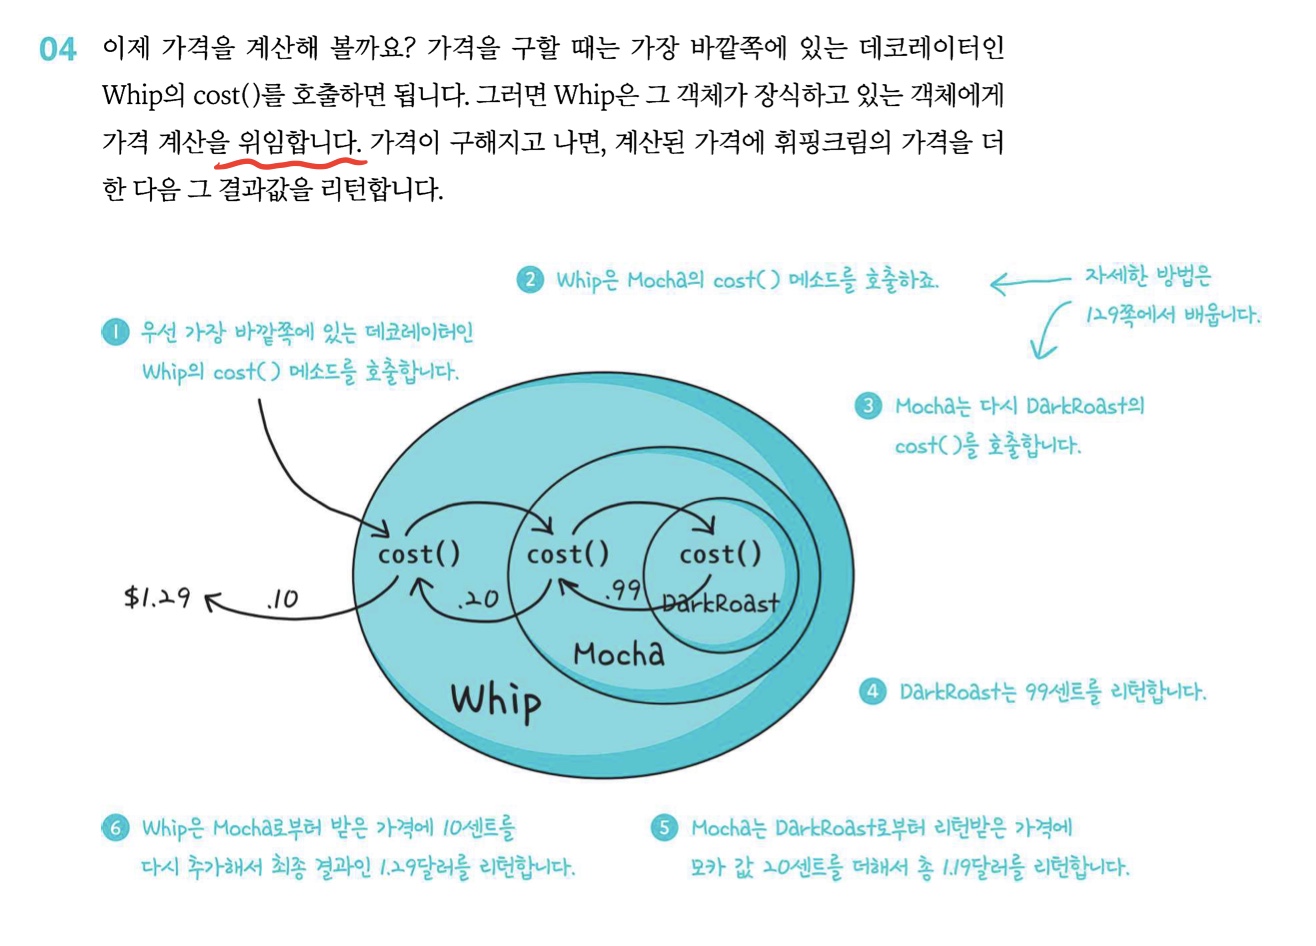 04 이제 가격을 계산해 볼까요? 가격을 구할 때는 가장 바깥쪽에 있는 데코레이터인
Whip의 cost()를 호출하면 됩니다. 그러면 Whip은 그 객체가 장식하고 있는 객체에게
가격 계산을 위임합니다. 가격이 구해지고 나면, 계산된 가격에 휘핑크림의 가격을 더
한 다음 그 결과값을 리턴합니다.
2 Whip은 Mocha의 cost() 메소드를 호출하죠.
자세한 방법은
129쪽에서 배웁니다.
1 우선 가장 바깥쪽에 있는 데코레이터인
Whip의 cost() 메소드를 호출합니다.
3 Mocha는 다시 DarkRoast의
cost()를 호출합니다.
cost() cost() cost()
$1.29 .10 .20 .99 DarkRoast
Mocha
Whip
4 DarkRoast는 99센트를 리턴합니다.
6 Whip은 Mocha로부터 받은 가격에 10센트를
다시 추가해서 최종 결과인 1.29달러를 리턴합니다.
5 Mocha는 DarkRoast로부터 리턴받은 가격에
모카 값 20센트를 더해서 총 1.19달러를 리턴합니다.